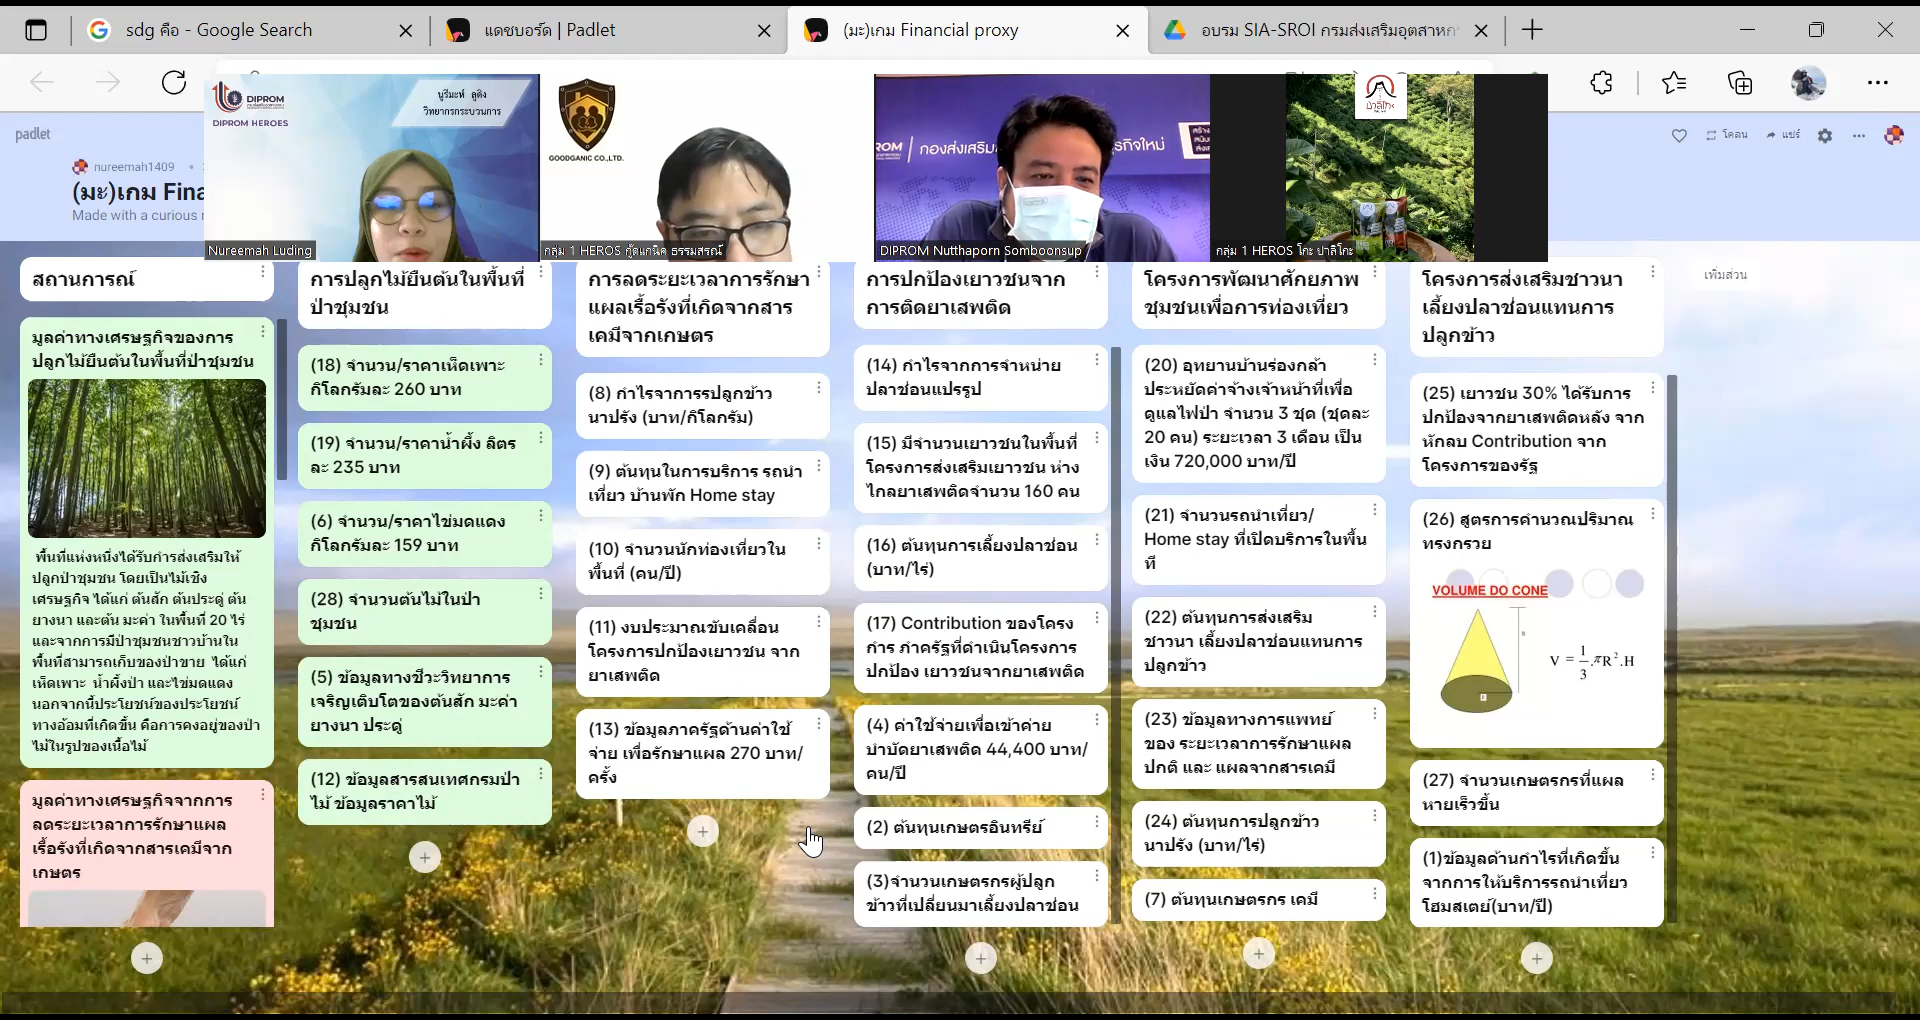 sdg คือ - Google Search
แดชบอร์ด | Padlet
(มะ)เกม Financial proxy
อบรม SIA-SROI กรมส่งเสริมอุตสาหก
padlet
nureemah1409
(มะ)เกม Fina
Made with a curious
โคลน
แชร์
DIPROM
DIPROM HEROES
นูรีมะห์ ลูดิง
วิทยากรกระบวนการ
Nureemah Luding
GOODGANIC CO.,LTD.
กลุ่ม 1 HEROS กู๊ดแกนิค ธรรมสรณ์
ROM
กองส่งเสริม
รกิจใหม่
DIPROM Nutthaporn Somboonsup
ปาลิโกะ
กลุ่ม 1 HEROS โกะ ปาลิโกะ
สถานการณ์
มูลค่าทางเศรษฐกิจของการ
ปลูกไม้ยืนต้นในพื้นที่ป่าชุมชน
พื้นที่แห่งหนึ่งได้รับการส่งเสริมให้
ปลูกป่าชุมชน โดยเป็นไม้เชิง
เศรษฐกิจ ได้แก่ ต้นสัก ต้นประดู่ ต้น
ยางนา และต้น มะค่า ในพื้นที่ 20 ไร่
และจากการมีป่าชุมชนชาวบ้านใน
พื้นที่สามารถเก็บของป่าขาย ได้แก่
เห็ดเพาะ น้ำผึ้งป่า และไข่มดแดง
นอกจากนี้ประโยชน์ของประโยชน์
ทางอ้อมที่เกิดขึ้น คือการคงอยู่ของป่า
ไม้ในรูปของเนื้อไม้
มูลค่าทางเศรษฐกิจจากการ
ลดระยะเวลาการรักษาแผล
เรื้อรังที่เกิดจากสารเคมีจาก
เกษตร
การปลูกไม้ยืนต้นในพื้นที่
ป่าชุมชน
(18) จำนวน/ราคาเห็ดเพาะ
กิโลกรัมละ 260 บาท
(19) จำนวน/ราคาน้ำผึ้ง ลิตร
ละ 235 บาท
(6) จำนวน/ราคาไข่มดแดง
กิโลกรัมละ 159 บาท
(28) จำนวนต้นไม้ในป่า
ชุมชน
(5) ข้อมูลทางชีวะวิทยาการ
เจริญเติบโตของต้นสัก มะค่า
ยางนา ประดู่
(12) ข้อมูลสารสนเทศกรมป่า
ไม้ ข้อมูลราคาไม้
การลดระยะเวลาการรักษา
แผลเรื้อรังที่เกิดจากสาร
เคมีจากเกษตร
(8) กำไรจาการรปลูกข้าว
นาปรัง (บาท/กิโลกรัม)
(9) ต้นทุนในการบริการ รถนำ
เที่ยว บ้านพัก Home stay
(10) จำนวนนักท่องเที่ยวใน
พื้นที่ (คน/ปี)
(11) งบประมาณขับเคลื่อน
โครงการปกป้องเยาวชน จาก
ยาเสพติด
(13) ข้อมูลภาครัฐด้านค่าใช้
จ่าย เพื่อรักษาแผล 270 บาท/
ครั้ง
การปกป้องเยาวชนจาก
การติดยาเสพติด
(14) กำไรจากการจำหน่าย
ปลาช่อนแปรรูป
(15) มีจำนวนเยาวชนในพื้นที่
โครงการส่งเสริมเยาวชน ห่าง
ไกลยาเสพติดจำนวน 160 คน
(16) ต้นทุนการเลี้ยงปลาช่อน
(บาท/ไร่)
(17) Contribution ของโครง
การ ภาครัฐที่ดำเนินโครงการ
ปกป้อง เยาวชนจากยาเสพติด
(4) ค่าใช้จ่ายเพื่อเข้าค่าย
บำบัดยาเสพติด 44,400 บาท/
คน/ปี
(2) ต้นทุนเกษตรอินทรีย์
(3)จำนวนเกษตรกรผู้ปลูก
ข้าวที่เปลี่ยนมาเลี้ยงปลาช่อน
โครงการพัฒนาศักยภาพ
ชุมชนเพื่อการท่องเที่ยว
(20) อุทยานบ้านร่องกล้า
ประหยัดค่าจ้างเจ้าหน้าที่เพื่อ
ดูแลไฟป่า จำนวน 3 ชุด (ชุดละ
20 คน) ระยะเวลา 3 เดือน เป็น
เงิน 720,000 บาท/ปี
(21) จำนวนรถนำเที่ยว/
Home stay ที่เปิดบริการในพื้น
ที่
(22) ต้นทุนการส่งเสริม
ชาวนา เลี้ยงปลาช่อนแทนการ
ปลูกข้าว
(23) ข้อมูลทางการแพทย์
ของ ระยะเวลาการรักษาแผล
ปกติ และ แผลจากสารเคมี
(24) ต้นทุนการปลูกข้าว
นาปรัง (บาท/ไร่)
(7) ต้นทุนเกษตรกร เคมี
โครงการส่งเสริมชาวนา
เลี้ยงปลาช่อนแทนการ
ปลูกข้าว
(25) เยาวชน 30% ได้รับการ
ปกป้องจากยาเสพติดหลัง จาก
หักลบ Contribution จาก
โครงการของรัฐ
(26) สูตรการคำนวณปริมาณ
ทรงกรวย
VOLUME DO CONE
V = 1/3 .πR².H
(27) จำนวนเกษตรกรที่แผล
หายเร็วขึ้น
(1)ข้อมูลด้านกำไรที่เกิดขึ้น
จากการให้บริการรถนำเที่ยว
โฮมสเตย์(บาท/ปี)
เพิ่มส่วน